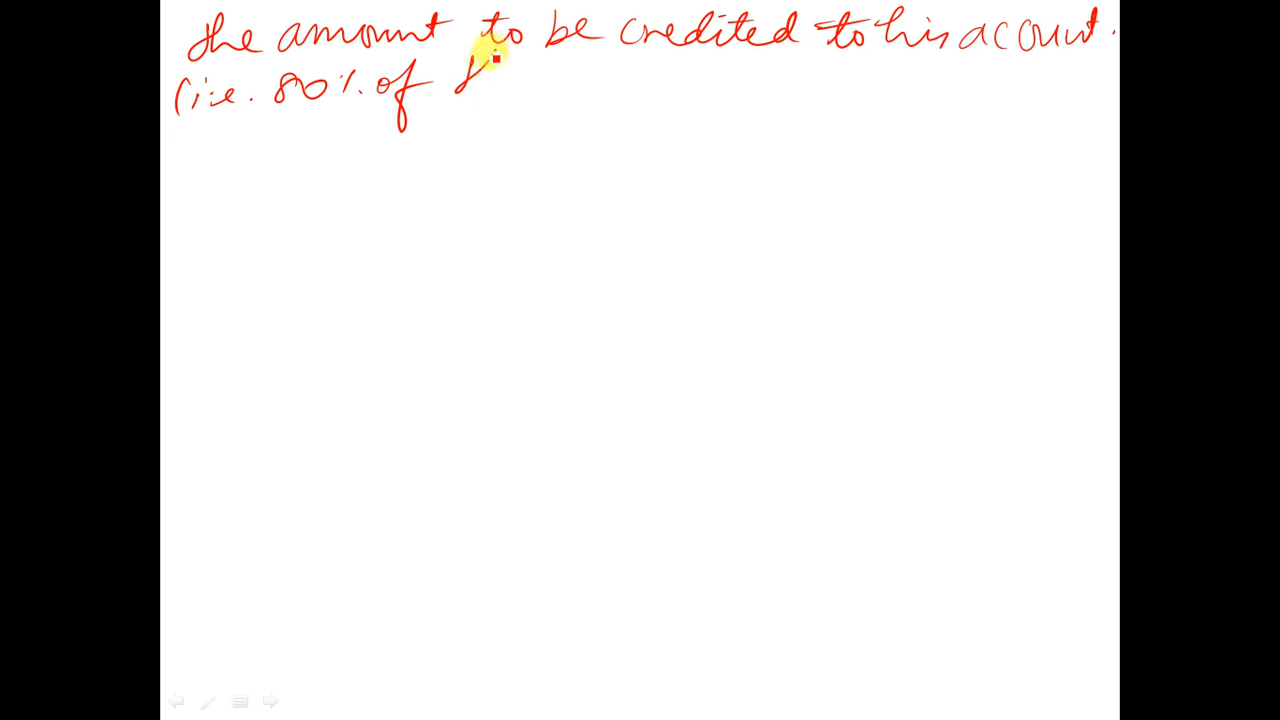 the amount to be credited to his account.
(i.e. 80% of